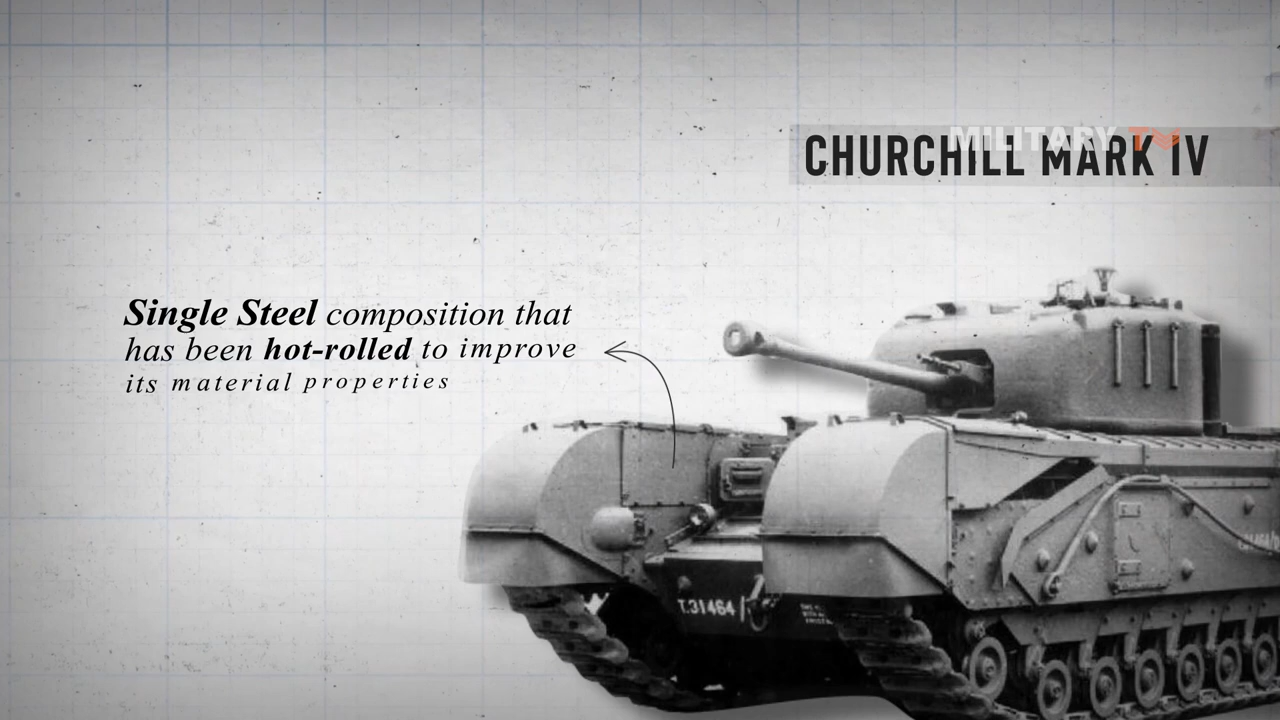 MILITARY TV
CHURCHILL MARK IV
Single Steel composition that
has been hot-rolled to improve
its material properties
T.31464